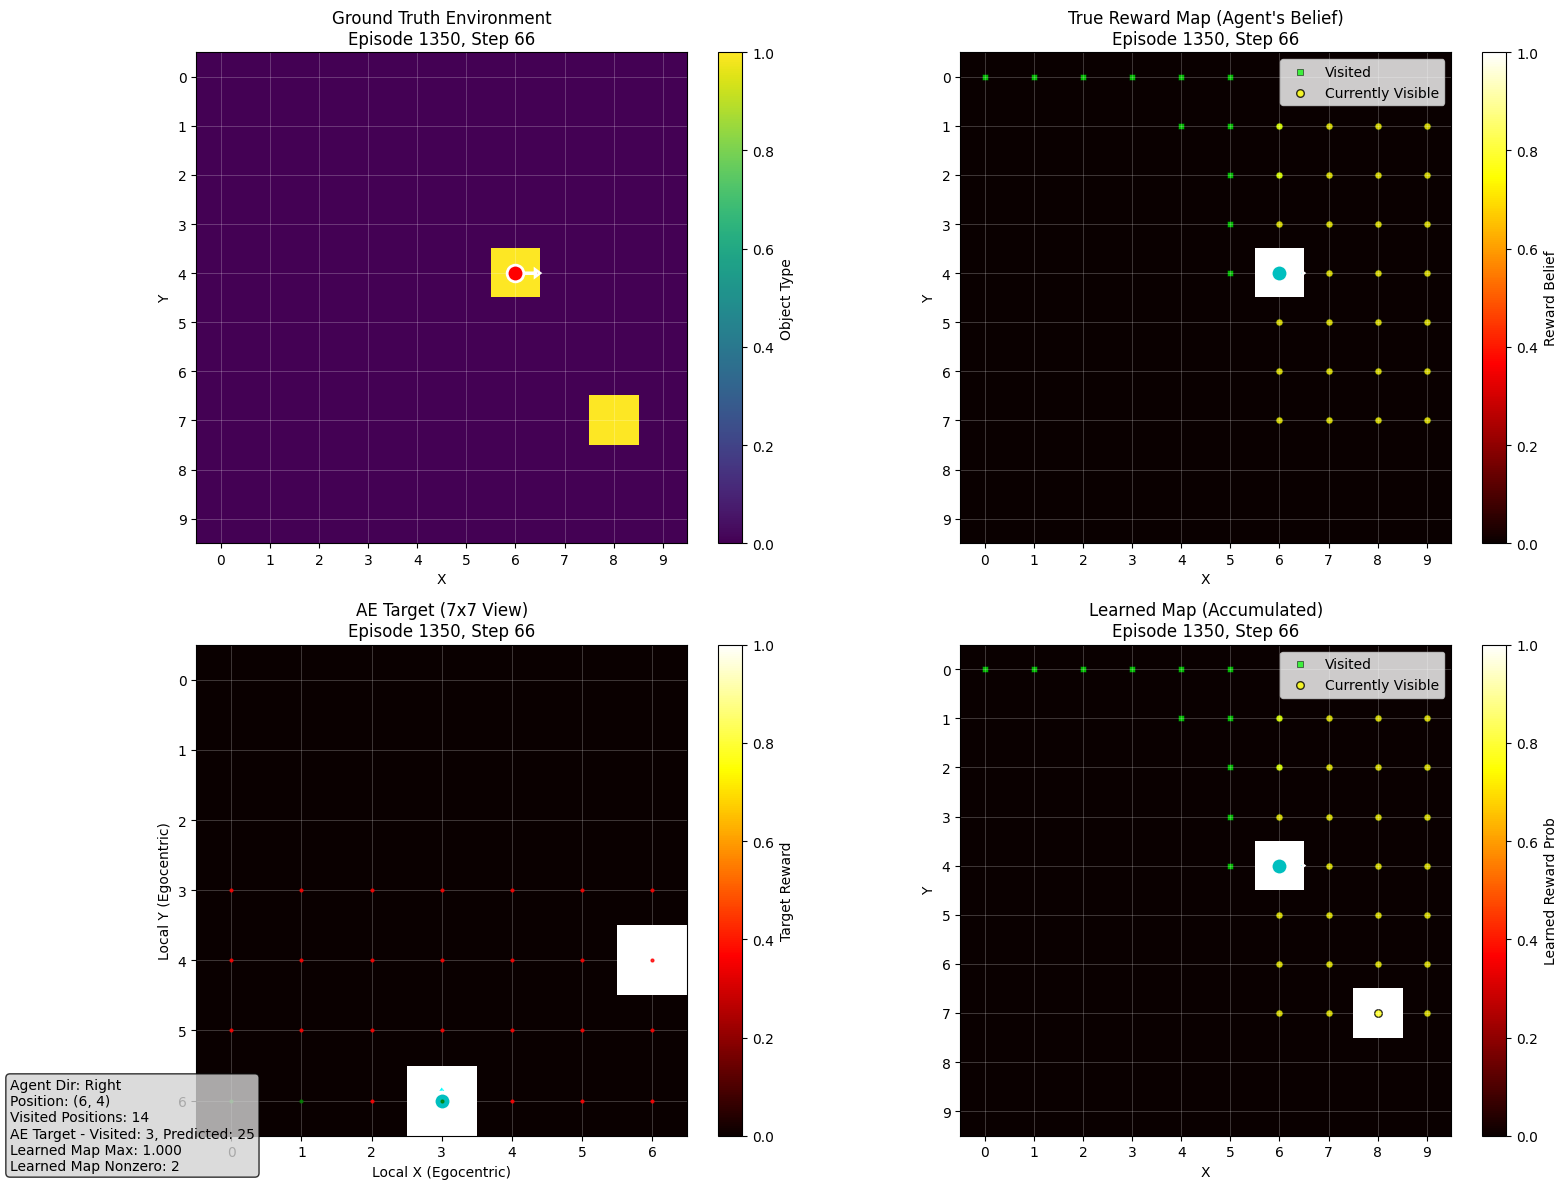 Ground Truth Environment
Episode 1350, Step 66
0
1
2
3
4
5
6
7
8
9
Y
0 1 2 3 4 5 6 7 8 9
X
1.0
0.8
0.6
0.4
0.2
0.0
Object Type
True Reward Map (Agent's Belief)
Episode 1350, Step 66
Visited
Currently Visible
0
1
2
3
4
5
6
7
8
9
Y
0 1 2 3 4 5 6 7 8 9
X
1.0
0.8
0.6
0.4
0.2
0.0
Reward Belief
AE Target (7x7 View)
Episode 1350, Step 66
0
1
2
3
4
5
6
Local Y (Egocentric)
0 1 2 3 4 5 6
Local X (Egocentric)
1.0
0.8
0.6
0.4
0.2
0.0
Target Reward
Agent Dir: Right
Position: (6, 4)
Visited Positions: 14
AE Target - Visited: 3, Predicted: 25
Learned Map Max: 1.000
Learned Map Nonzero: 2
Learned Map (Accumulated)
Episode 1350, Step 66
Visited
Currently Visible
0
1
2
3
4
5
6
7
8
9
Y
0 1 2 3 4 5 6 7 8 9
X
1.0
0.8
0.6
0.4
0.2
0.0
Learned Reward Prob